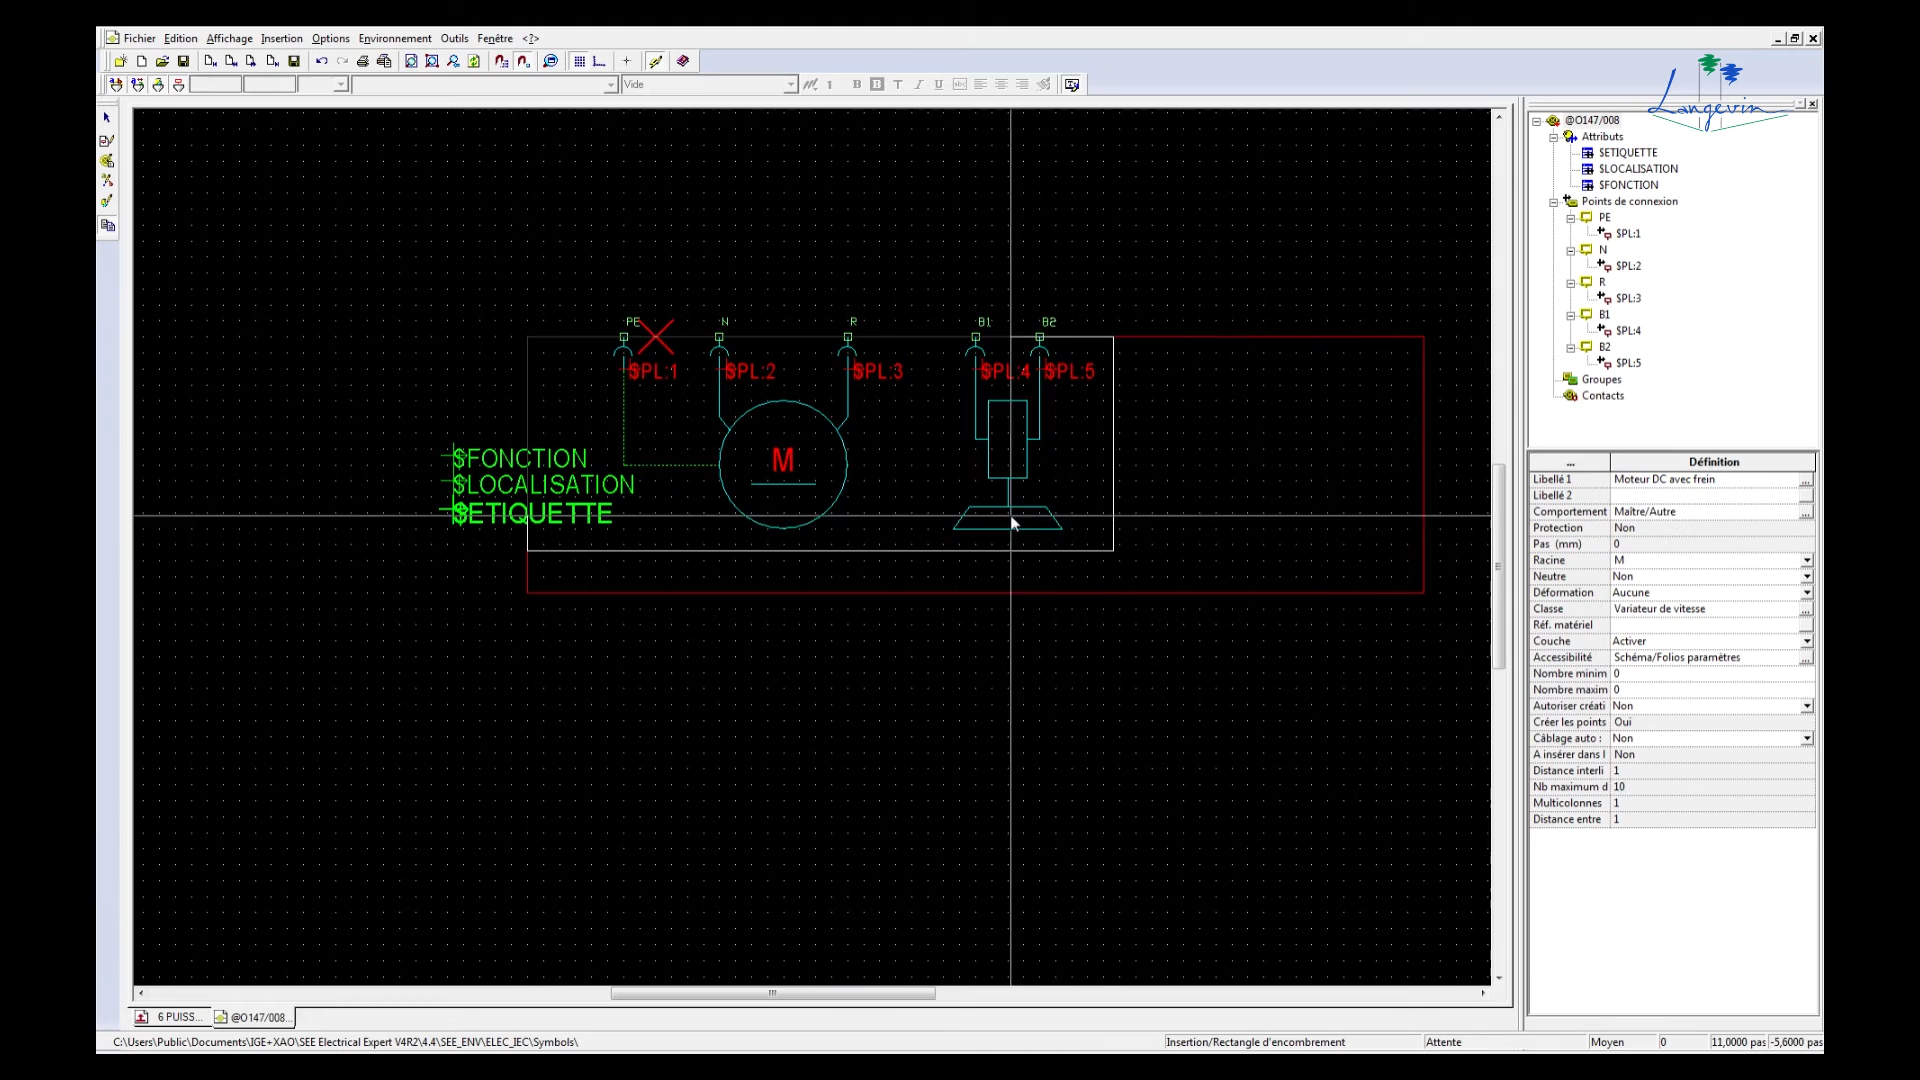 Fichier Edition Affichage Insertion Options Environnement Outils Fenêtre <?>
Langevin
Vide
1 B B T I U
@O147/008
Attributs
$ETIQUETTE
$LOCALISATION
$FONCTION
Points de connexion
PE
$PL:1
N
$PL:2
R
$PL:3
B1
$PL:4
B2
$PL:5
Groupes
Contacts
PE N R B1 B2
$PL:1 $PL:2 $PL:3 $PL:4 $PL:5
M
$FONCTION
$LOCALISATION
$ETIQUETTE
... Définition
Libellé 1 Moteur DC avec frein ...
Libellé 2
Comportement Maître/Autre ...
Protection Non
Pas (mm) 0
Racine M
Neutre Non
Déformation Aucune
Classe Variateur de vitesse ...
Réf. matériel
Couche Activer
Accessibilité Schéma/Folios paramètres ...
Nombre minim 0
Nombre maxim 0
Autoriser créati Non
Créer les points Oui
Câblage auto : Non
A insérer dans l Non
Distance interli 1
Nb maximum d 10
Multicolonnes 1
Distance entre 1
6 PUISS... @O147/008...
C:\Users\Public\Documents\IGE+XAO\SEE Electrical Expert V4R2\4.4\SEE_ENV\ELEC_IEC\Symbols\ Insertion/Rectangle d'encombrement Attente Moyen 0 11,0000 pas -5,6000 pas